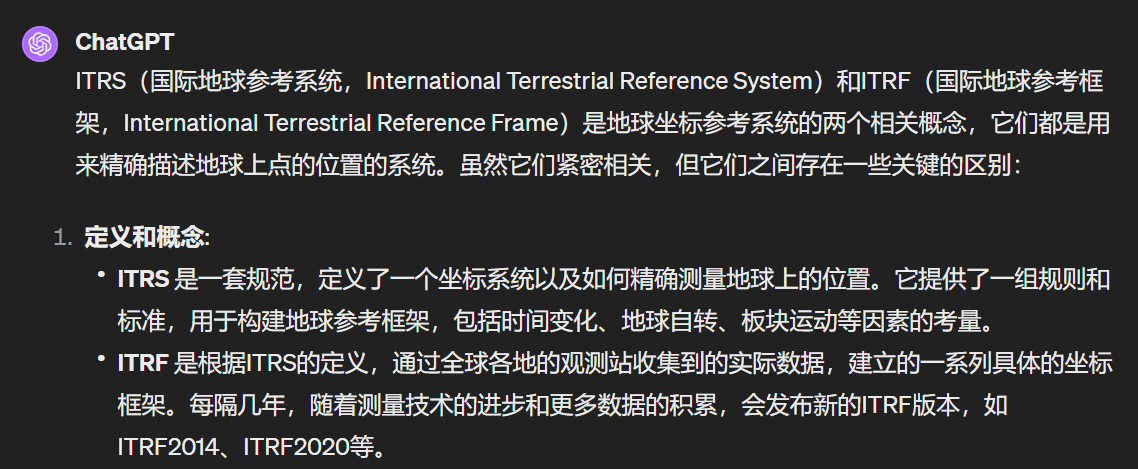 ChatGPT
ITRS（国际地球参考系统，International Terrestrial Reference System）和ITRF（国际地球参考框
架，International Terrestrial Reference Frame）是地球坐标参考系统的两个相关概念，它们都是用
来精确描述地球上点的位置的系统。虽然它们紧密相关，但它们之间存在一些关键的区别：
1. 定义和概念:
• ITRS 是一套规范，定义了一个坐标系统以及如何精确测量地球上的位置。它提供了一组规则和
标准，用于构建地球参考框架，包括时间变化、地球自转、板块运动等因素的考量。
• ITRF 是根据ITRS的定义，通过全球各地的观测站收集到的实际数据，建立的一系列具体的坐标
框架。每隔几年，随着测量技术的进步和更多数据的积累，会发布新的ITRF版本，如
ITRF2014、ITRF2020等。